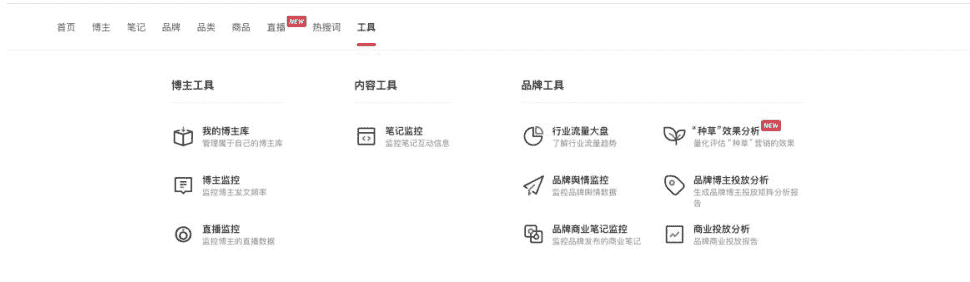 首页 博主 笔记 品牌 品类 商品 直播 NEW 热搜词 工具
博主工具
我的博主库
管理属于自己的博主库
博主监控
监控博主发文频率
直播监控
监控博主的直播数据
内容工具
笔记监控
监控笔记互动信息
品牌工具
行业流量大盘
了解行业流量趋势
“种草”效果分析 NEW
量化评估“种草”营销的效果
品牌舆情监控
监控品牌舆情数据
品牌博主投放分析
生成品牌博主投放矩阵分析报
告
品牌商业笔记监控
监控品牌发布的商业笔记
商业投放分析
品牌商业投放报告